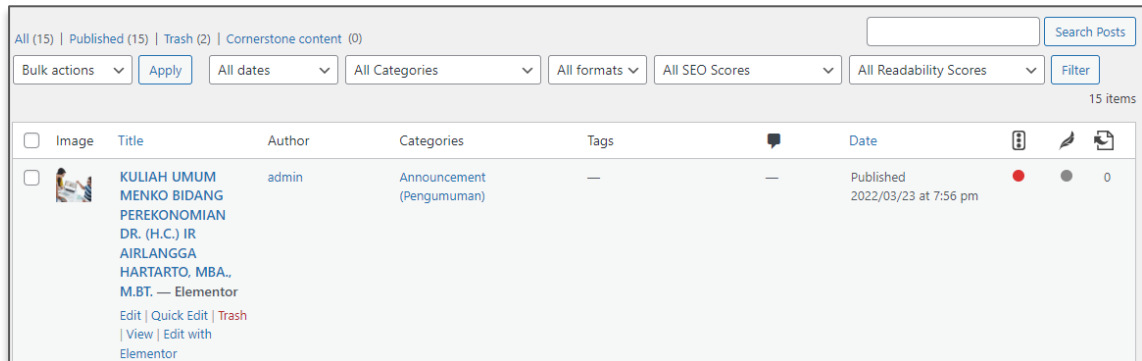 All (15) | Published (15) | Trash (2) | Cornerstone content (0)
Search Posts
Bulk actions Apply All dates All Categories All formats All SEO Scores All Readability Scores Filter
15 items
Image Title Author Categories Tags Date
KULIAH UMUM admin Announcement — — Published 0
MENKO BIDANG (Pengumuman) 2022/03/23 at 7:56 pm
PEREKONOMIAN
DR. (H.C.) IR
AIRLANGGA
HARTARTO, MBA.,
M.BT. — Elementor
Edit | Quick Edit | Trash
| View | Edit with
Elementor